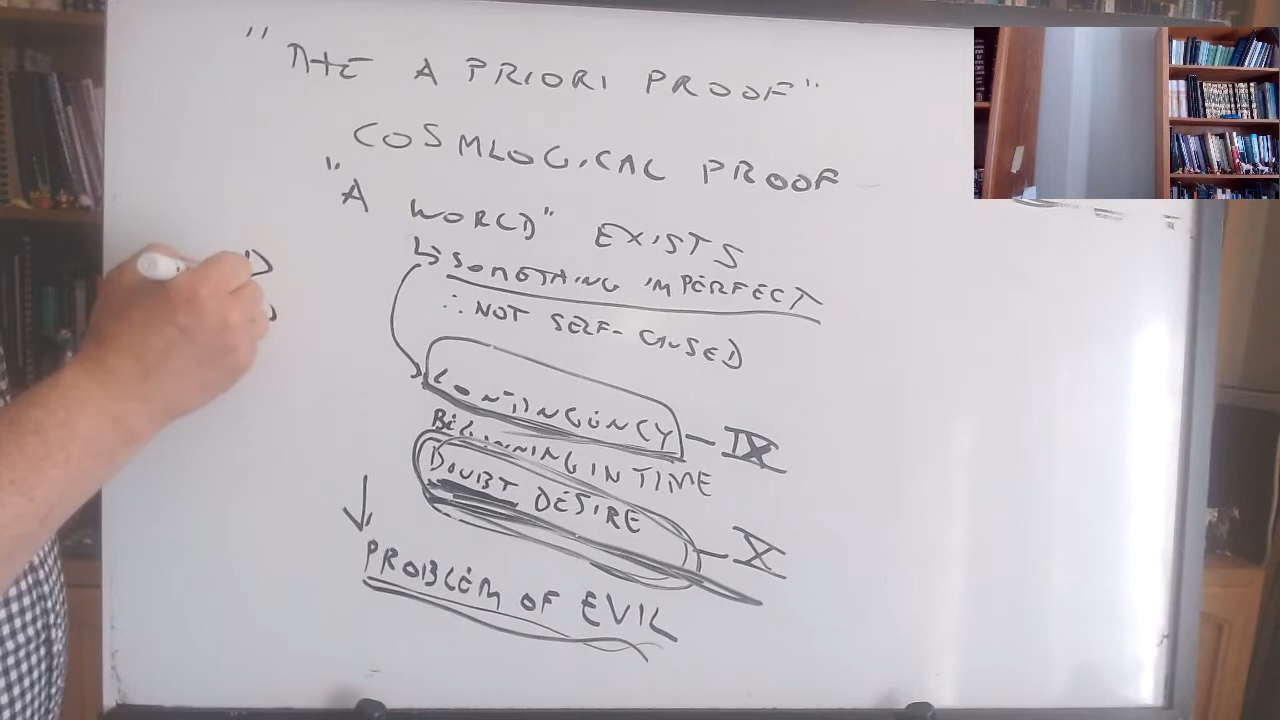 "THE A PRIORI PROOF"
COSMLOGICAL PROOF
"A WORLD" EXISTS
↳ SOMETHING IMPERFECT
∴ NOT SELF-CAUSED
CONTINGENCY — IX
BEGINNING IN TIME
DOUBT DESIRE — X
PROBLEM OF EVIL